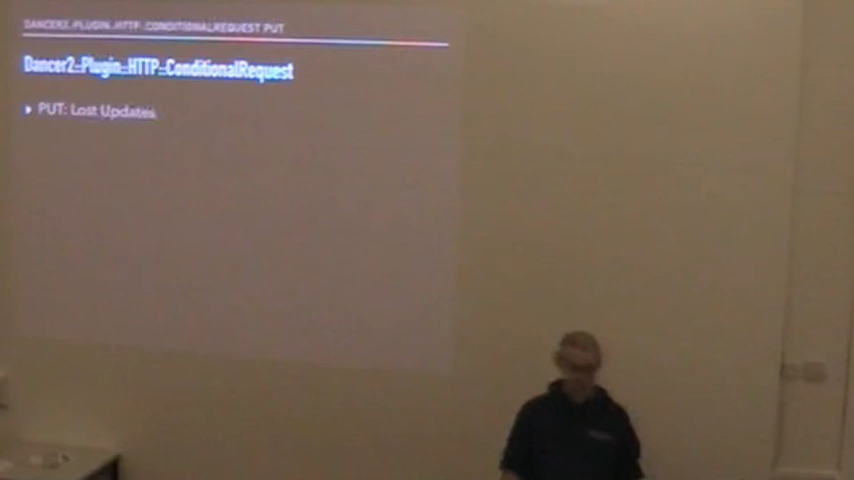 DANCER2::PLUGIN::HTTP::CONDITIONALREQUEST PUT
Dancer2::Plugin::HTTP::ConditionalRequest
PUT: Lost Updates